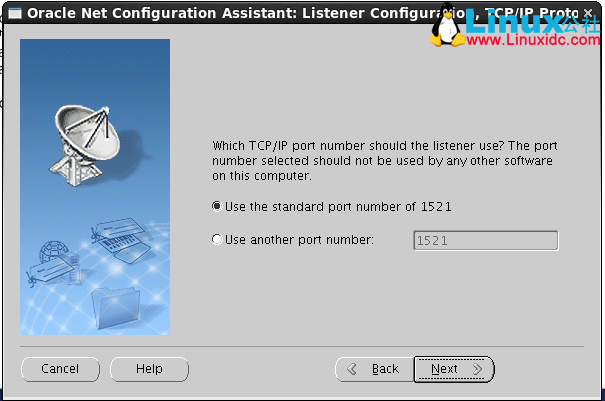 Oracle Net Configuration Assistant: Listener Configuration, TCP/IP Proto
Linux公社
www.Linuxidc.com
Which TCP/IP port number should the listener use? The port
number selected should not be used by any other software
on this computer.
Use the standard port number of 1521
Use another port number: 1521
Cancel Help Back Next